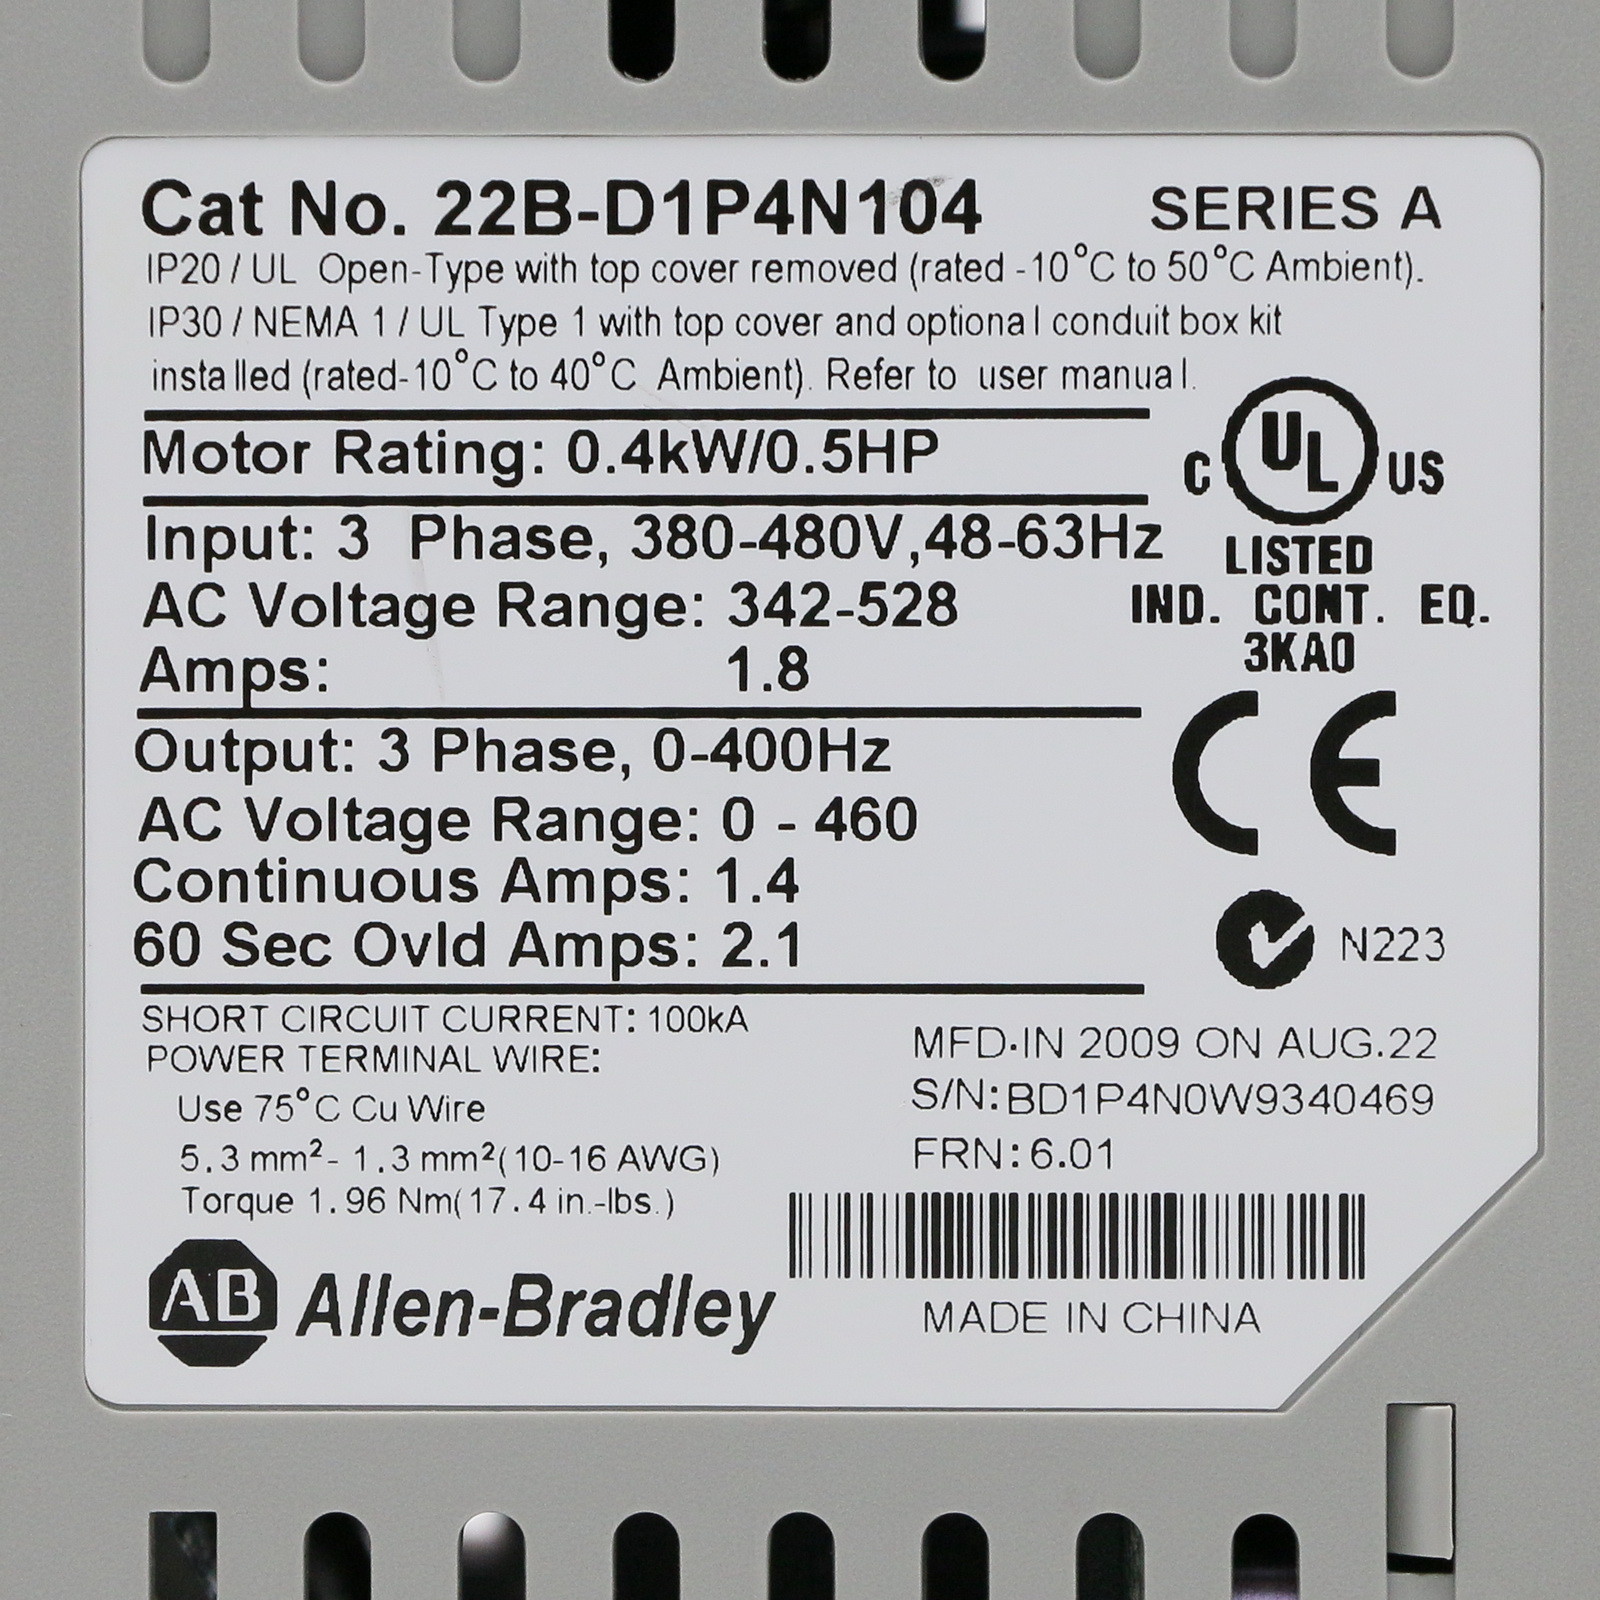 Cat No. 22B-D1P4N104 SERIES A
IP20 / UL Open-Type with top cover removed (rated -10°C to 50°C Ambient).
IP30 / NEMA 1 / UL Type 1 with top cover and optional conduit box kit
installed (rated-10°C to 40°C Ambient). Refer to user manual.
Motor Rating: 0.4kW/0.5HP
C UL US
Input: 3 Phase, 380-480V,48-63Hz
LISTED
AC Voltage Range: 342-528
IND. CONT. EQ.
3KA0
Amps: 1.8
CE
Output: 3 Phase, 0-400Hz
AC Voltage Range: 0 - 460
Continuous Amps: 1.4
60 Sec Ovld Amps: 2.1
N223
SHORT CIRCUIT CURRENT: 100kA
POWER TERMINAL WIRE:
Use 75°C Cu Wire
5.3 mm²- 1.3 mm²(10-16 AWG)
Torque 1.96 Nm(17.4 in.-lbs.)
MFD·IN 2009 ON AUG.22
S/N:BD1P4N0W9340469
FRN:6.01
AB Allen-Bradley
MADE IN CHINA